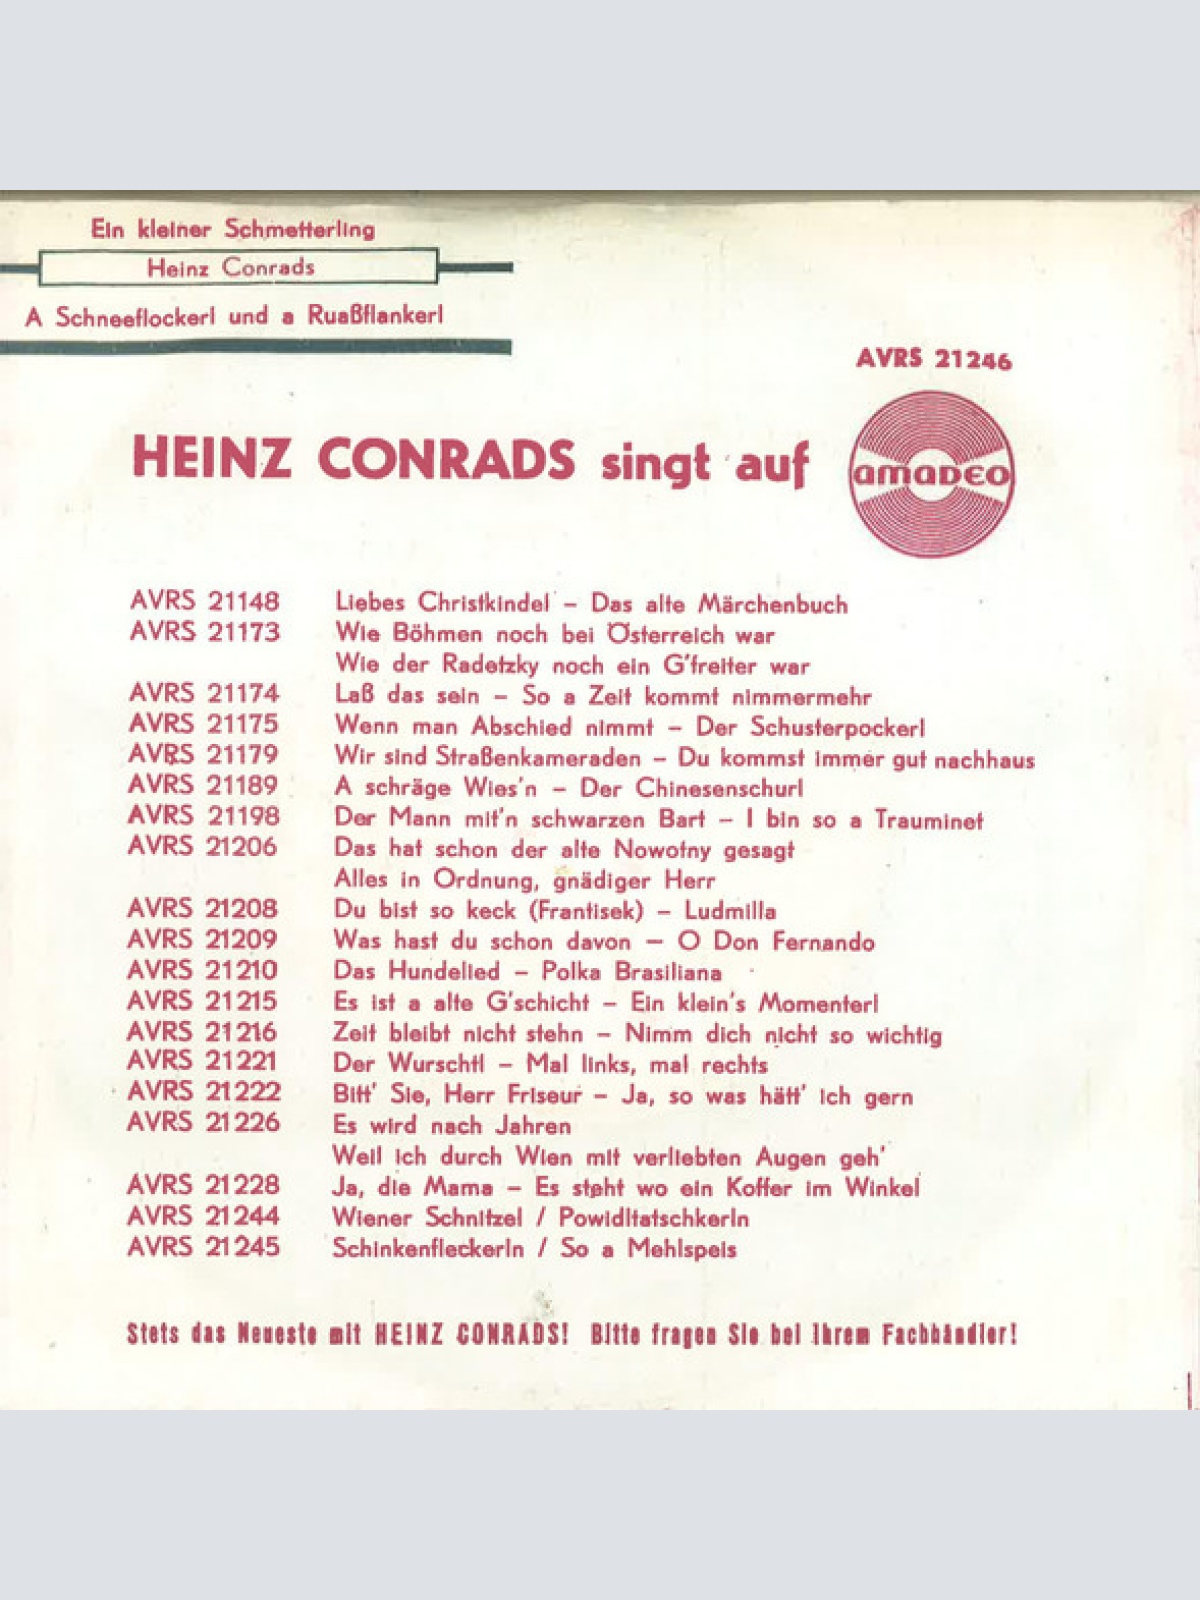 Ein kleiner Schmetterling
Heinz Conrads
A Schneeflockerl und a Ruaßflankerl
AVRS 21246
HEINZ CONRADS singt auf AMADEO
AVRS 21148 Liebes Christkindel – Das alte Märchenbuch
AVRS 21173 Wie Böhmen noch bei Österreich war
Wie der Radetzky noch ein G'freiter war
AVRS 21174 Laß das sein – So a Zeit kommt nimmermehr
AVRS 21175 Wenn man Abschied nimmt – Der Schusterpockerl
AVRS 21179 Wir sind Straßenkameraden – Du kommst immer gut nachhaus
AVRS 21189 A schräge Wies'n – Der Chinesenschurl
AVRS 21198 Der Mann mit'n schwarzen Bart – I bin so a Trauminet
AVRS 21206 Das hat schon der alte Nowotny gesagt
Alles in Ordnung, gnädiger Herr
AVRS 21208 Du bist so keck (Frantisek) – Ludmilla
AVRS 21209 Was hast du schon davon – O Don Fernando
AVRS 21210 Das Hundelied – Polka Brasiliana
AVRS 21215 Es ist a alte G'schicht – Ein klein's Momenterl
AVRS 21216 Zeit bleibt nicht stehn – Nimm dich nicht so wichtig
AVRS 21221 Der Wurschtl – Mal links, mal rechts
AVRS 21222 Bitt' Sie, Herr Friseur – Ja, so was hätt' ich gern
AVRS 21226 Es wird nach Jahren
Weil ich durch Wien mit verliebten Augen geh'
AVRS 21228 Ja, die Mama – Es steht wo ein Koffer im Winkel
AVRS 21244 Wiener Schnitzel / Powidltatschkerln
AVRS 21245 Schinkenfleckerln / So a Mehlspeis
Stets das Neueste mit HEINZ CONRADS! Bitte fragen Sie bei Ihrem Fachhändler!